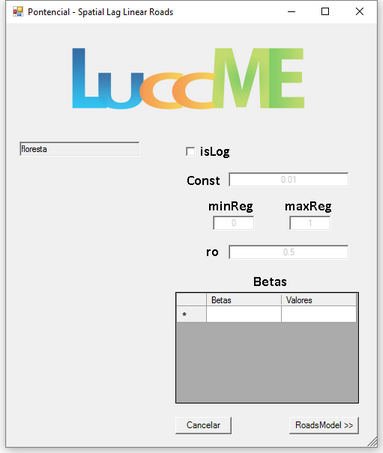 Pontencial - Spatial Lag Linear Roads
LuccME
floresta
isLog
Const 0.01
minReg maxReg
0 1
ro 0.5
Betas
Betas Valores
*
Cancelar RoadsModel >>